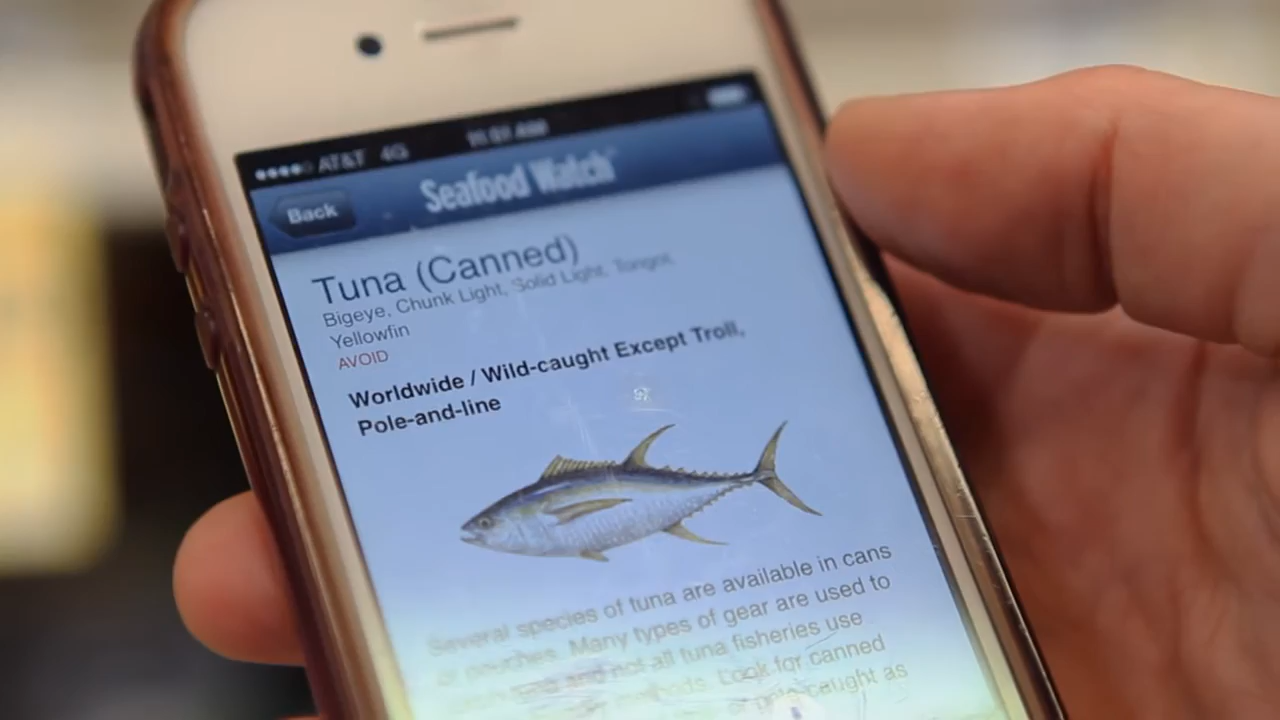 AT&T 4G
Back
Seafood Watch
Tuna (Canned)
Bigeye, Chunk Light, Solid Light, Tongol,
Yellowfin
AVOID
Worldwide / Wild-caught Except Troll,
Pole-and-line
Several species of tuna are available in cans
or pouches. Many types of gear are used to
and not all tuna fisheries use
Look for canned
caught as